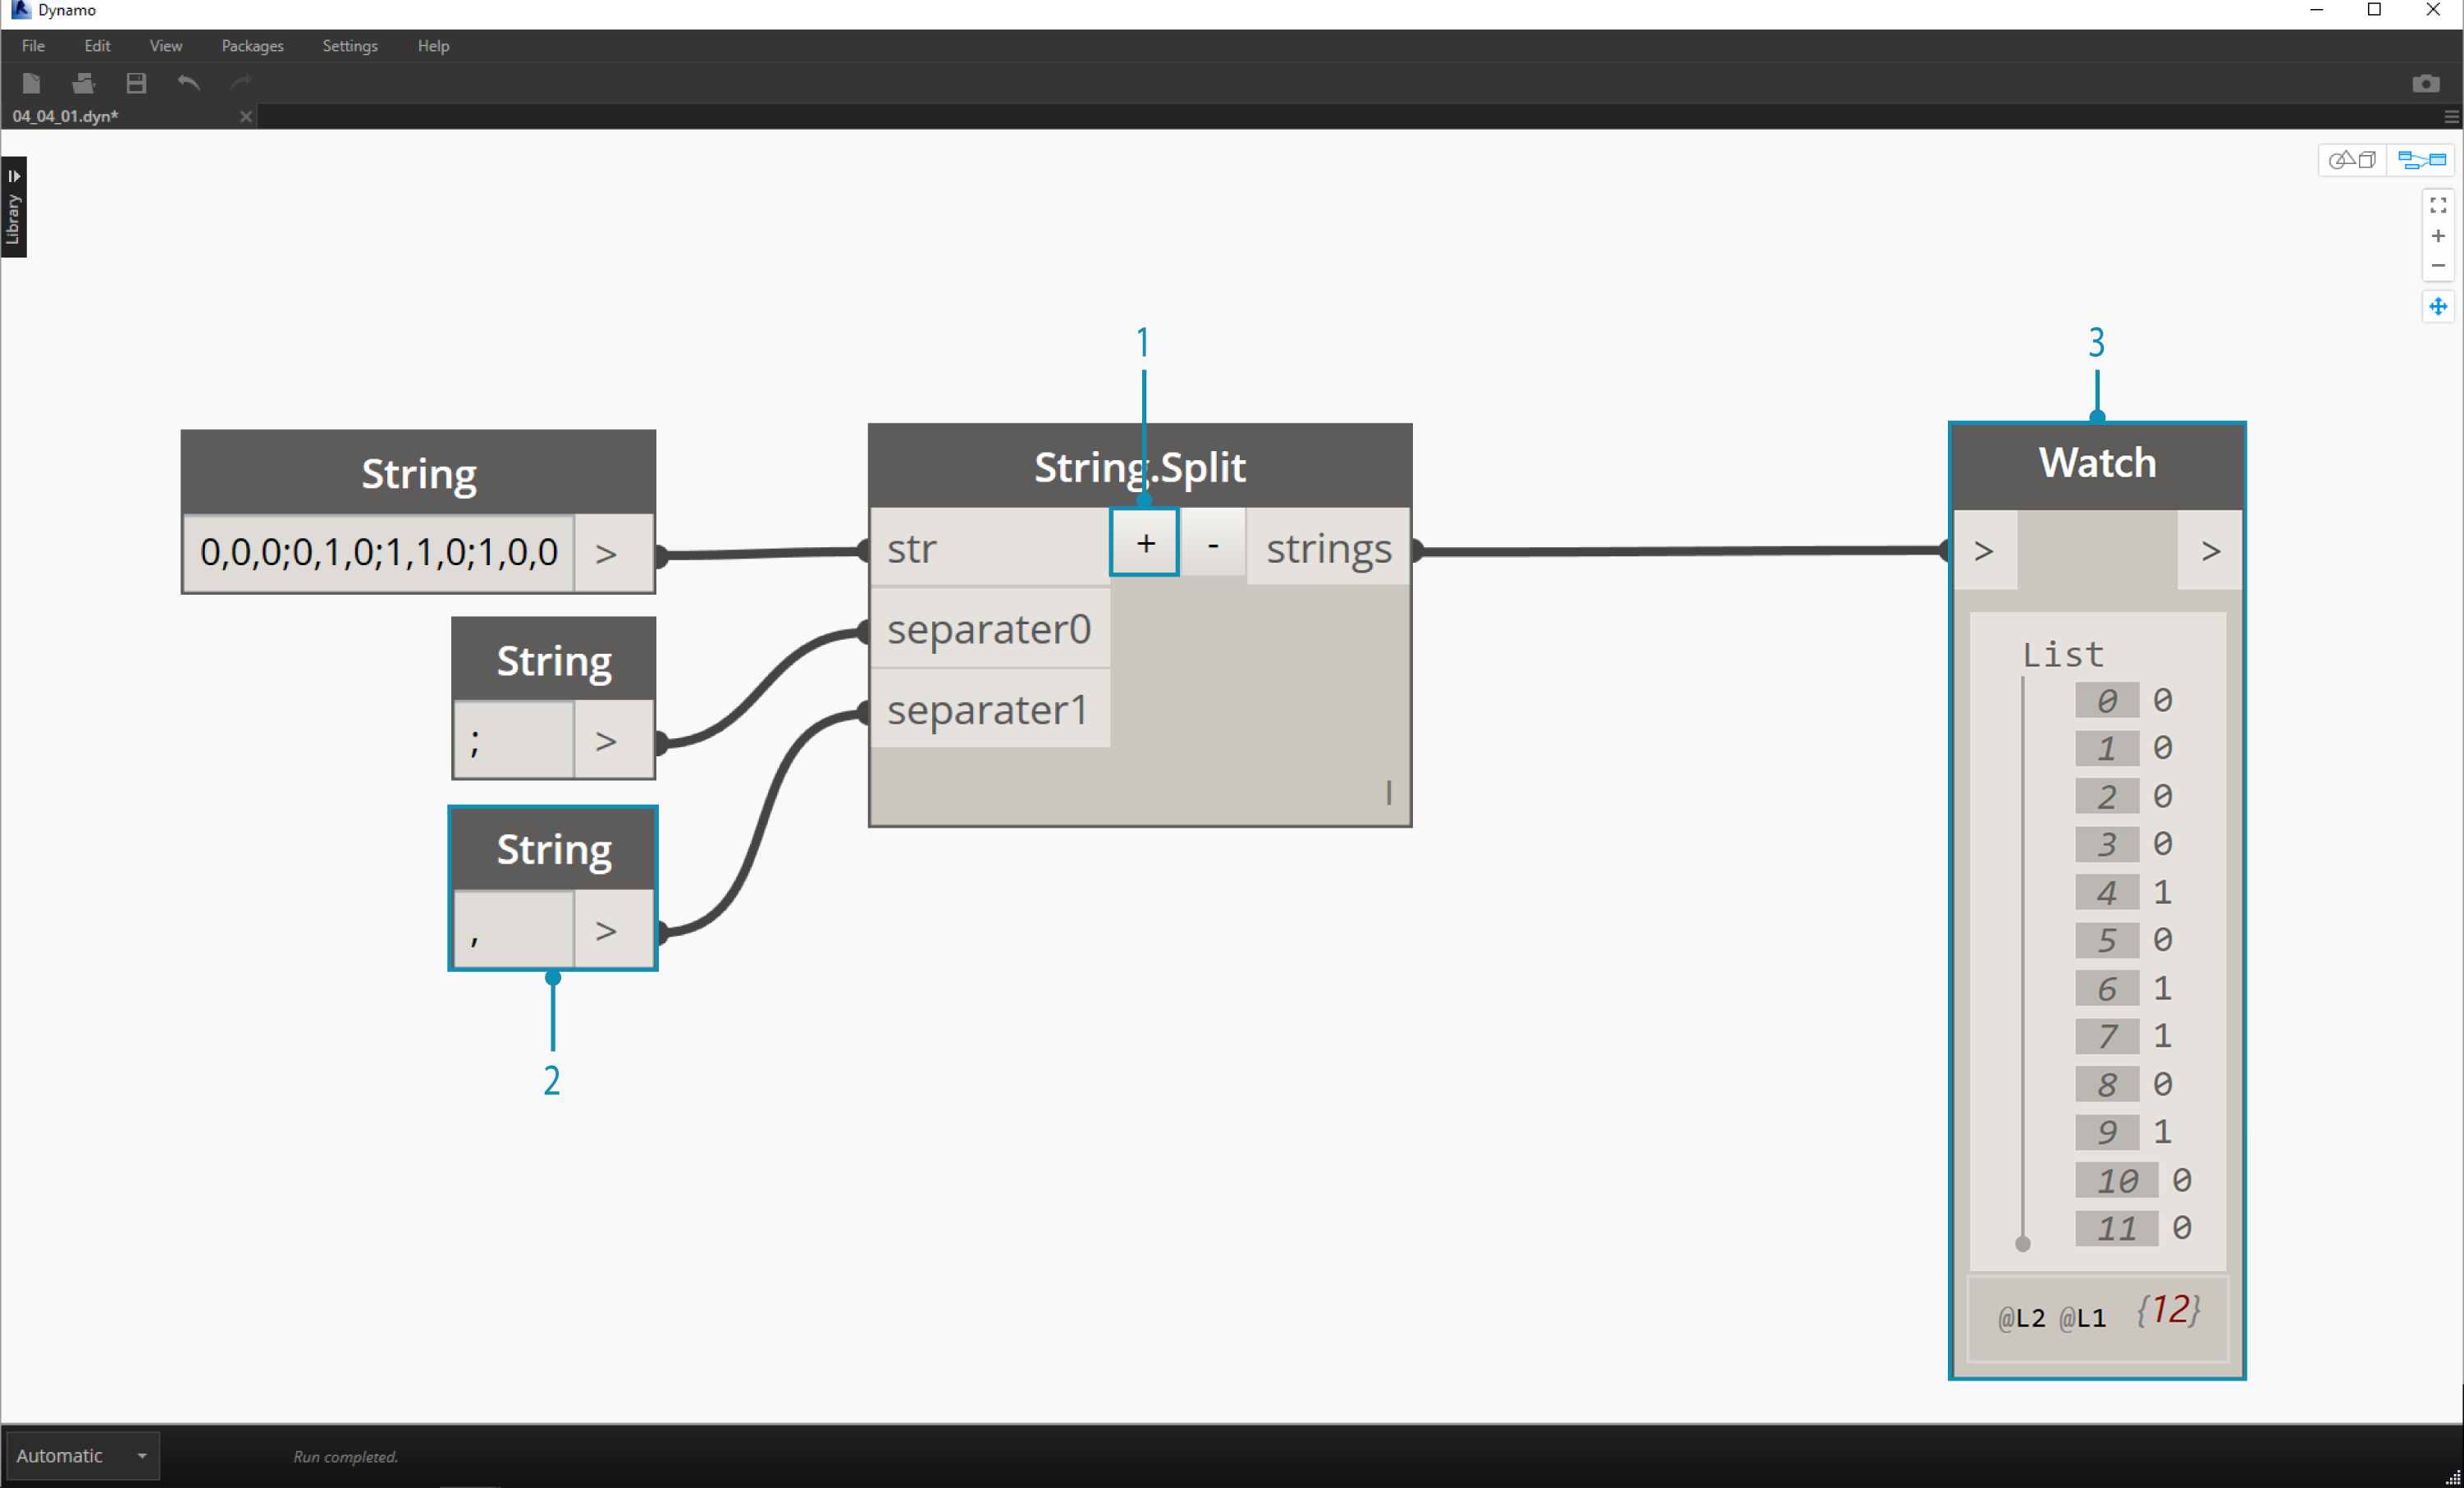 Dynamo
File Edit View Packages Settings Help
04_04_01.dyn*
Library
1
3
String
0,0,0;0,1,0;1,1,0;1,0,0 >
String
; >
String
, >
2
String.Split
str + - strings
separater0
separater1
l
Watch
> >
List
0 0
1 0
2 0
3 0
4 1
5 0
6 1
7 1
8 0
9 1
10 0
11 0
@L2 @L1 {12}
Automatic
Run completed.